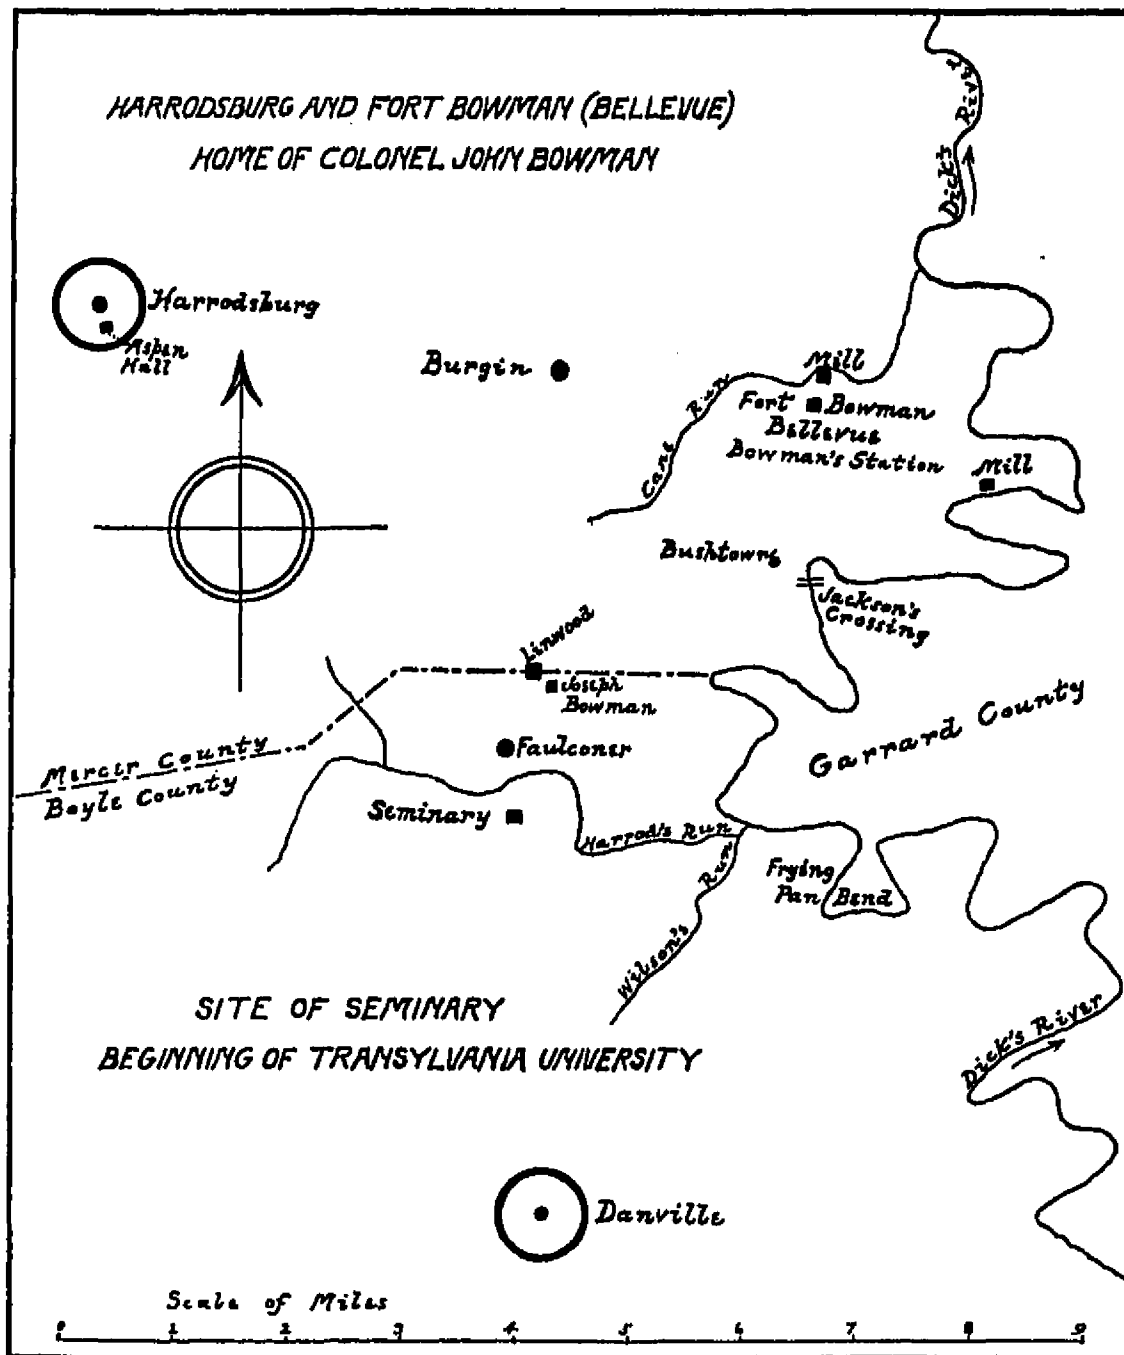 HARRODSBURG AND FORT BOWMAN (BELLEVUE)
HOME OF COLONEL JOHN BOWMAN
Dick's River
Harrodsburg
Aspen
Hall
Burgin
Mill
Cane Run
Fort Bowman
Bellevue
Bowman's Station
Mill
Bushtown
Jackson's
Crossing
Linwood
Joseph
Bowman
Garrard County
Mercer County
Boyle County
Faulconer
Seminary
Harrod's Run
Frying
Pan Bend
Wilson's Run
SITE OF SEMINARY
BEGINNING OF TRANSYLVANIA UNIVERSITY
Dick's River
Danville
Scale of Miles
0 1 2 3 4 5 6 7 8 9